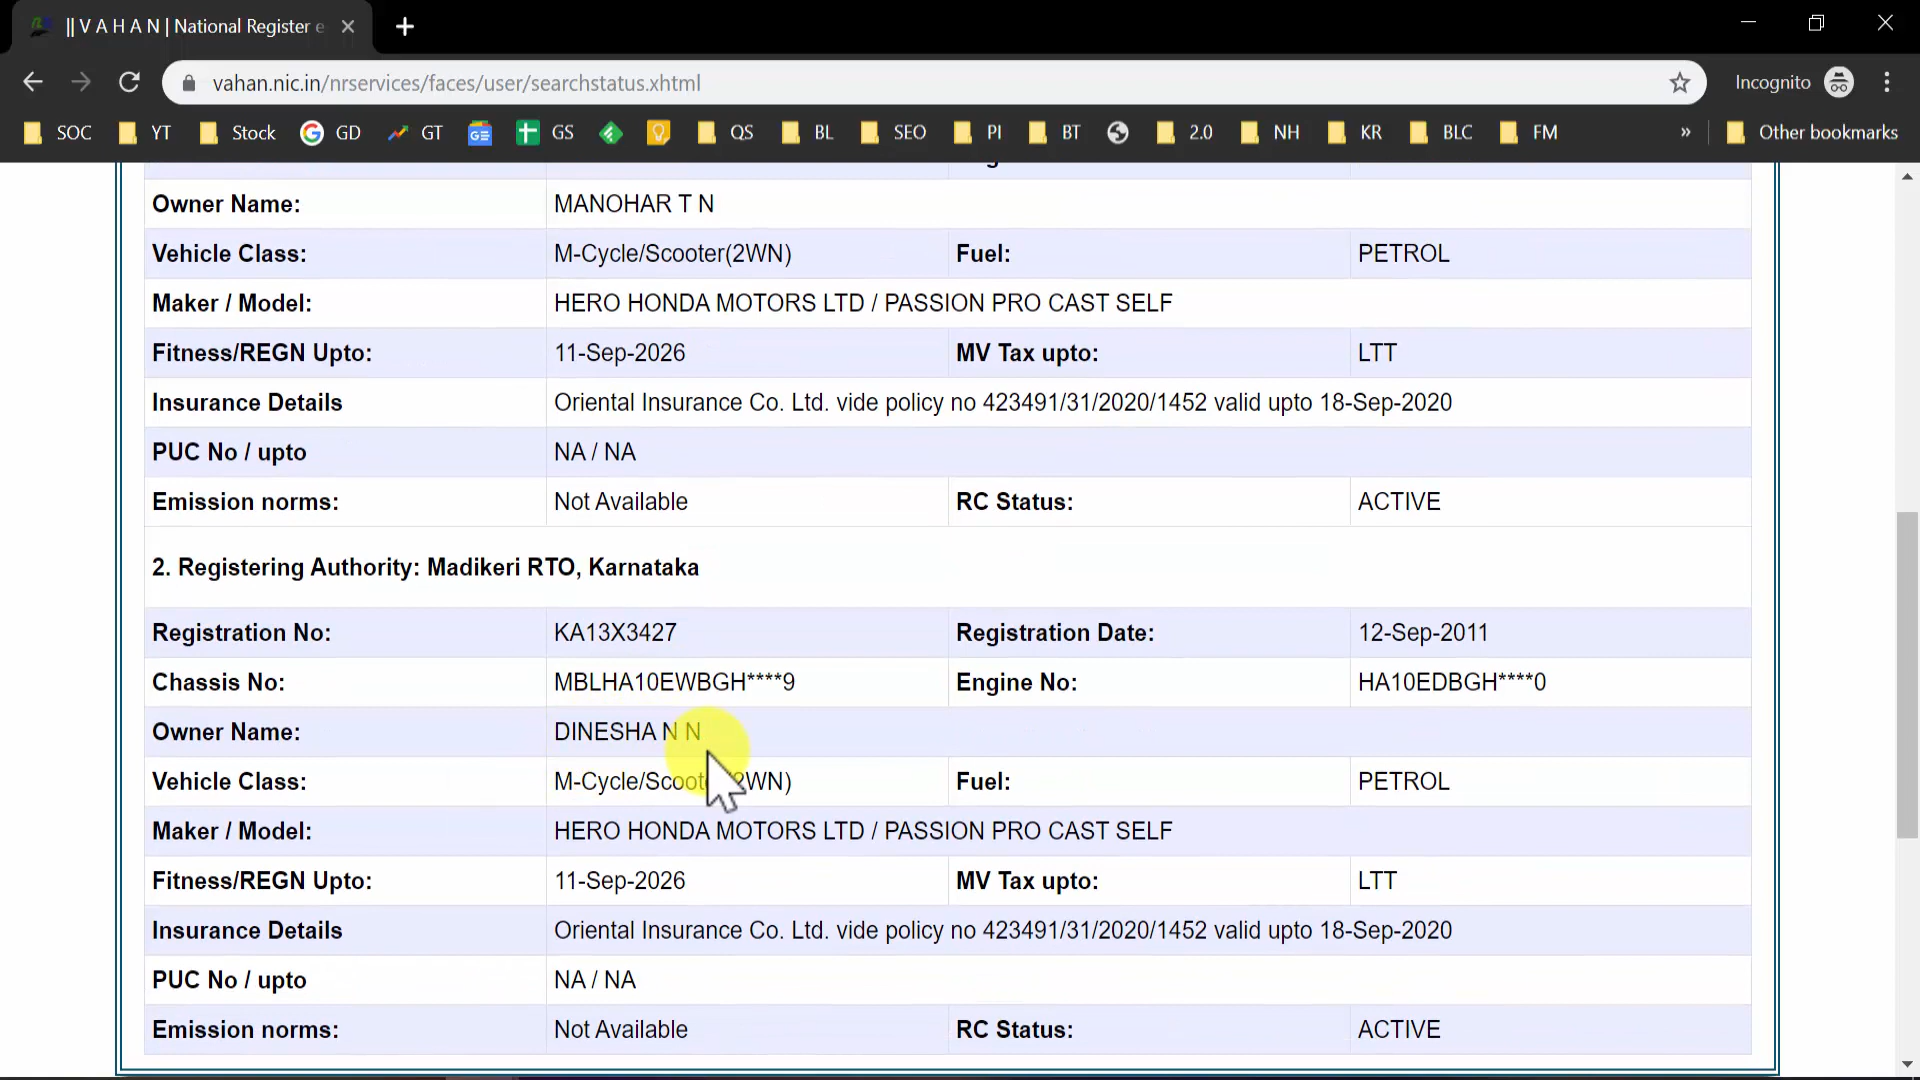 || V A H A N | National Register e
vahan.nic.in/nrservices/faces/user/searchstatus.xhtml
Incognito
SOC YT Stock GD GT GS QS BL SEO PI BT 2.0 NH KR BLC FM » Other bookmarks
Owner Name: MANOHAR T N
Vehicle Class: M-Cycle/Scooter(2WN) Fuel: PETROL
Maker / Model: HERO HONDA MOTORS LTD / PASSION PRO CAST SELF
Fitness/REGN Upto: 11-Sep-2026 MV Tax upto: LTT
Insurance Details Oriental Insurance Co. Ltd. vide policy no 423491/31/2020/1452 valid upto 18-Sep-2020
PUC No / upto NA / NA
Emission norms: Not Available RC Status: ACTIVE
2. Registering Authority: Madikeri RTO, Karnataka
Registration No: KA13X3427 Registration Date: 12-Sep-2011
Chassis No: MBLHA10EWBGH****9 Engine No: HA10EDBGH****0
Owner Name: DINESHA N N
Vehicle Class: M-Cycle/Scooter(2WN) Fuel: PETROL
Maker / Model: HERO HONDA MOTORS LTD / PASSION PRO CAST SELF
Fitness/REGN Upto: 11-Sep-2026 MV Tax upto: LTT
Insurance Details Oriental Insurance Co. Ltd. vide policy no 423491/31/2020/1452 valid upto 18-Sep-2020
PUC No / upto NA / NA
Emission norms: Not Available RC Status: ACTIVE